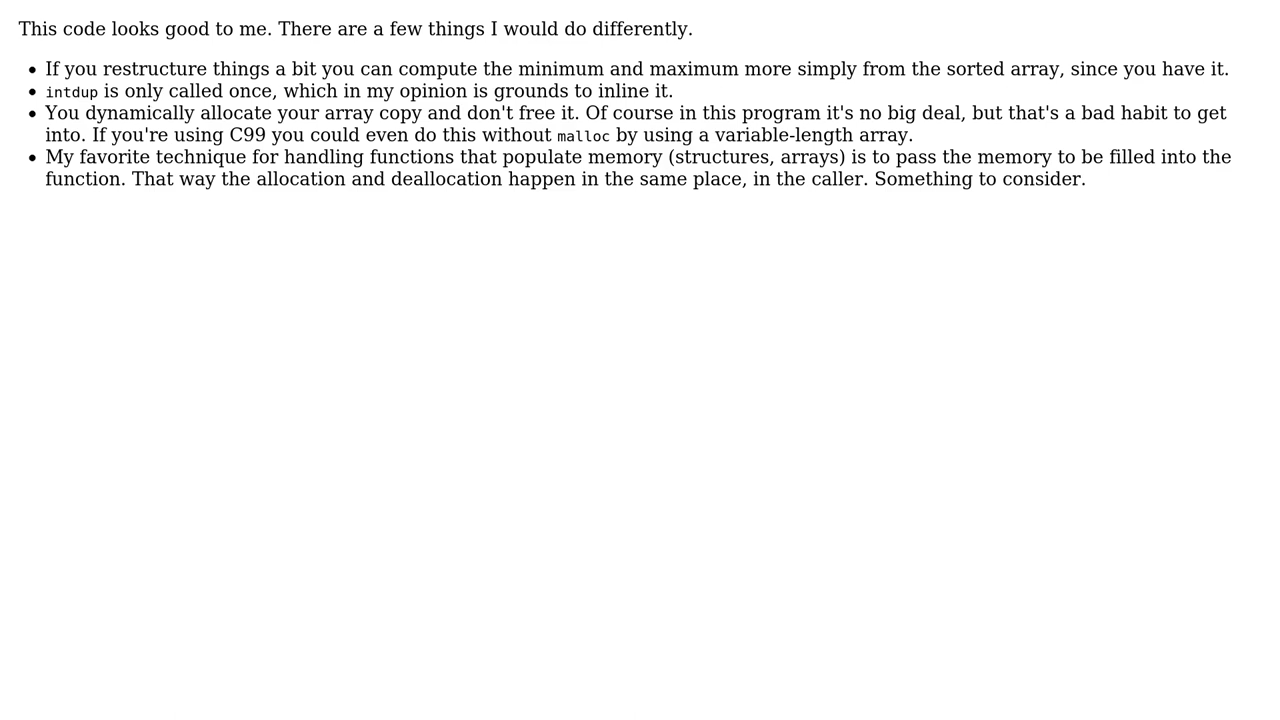 This code looks good to me. There are a few things I would do differently.
• If you restructure things a bit you can compute the minimum and maximum more simply from the sorted array, since you have it.
• intdup is only called once, which in my opinion is grounds to inline it.
• You dynamically allocate your array copy and don't free it. Of course in this program it's no big deal, but that's a bad habit to get
into. If you're using C99 you could even do this without malloc by using a variable-length array.
• My favorite technique for handling functions that populate memory (structures, arrays) is to pass the memory to be filled into the
function. That way the allocation and deallocation happen in the same place, in the caller. Something to consider.